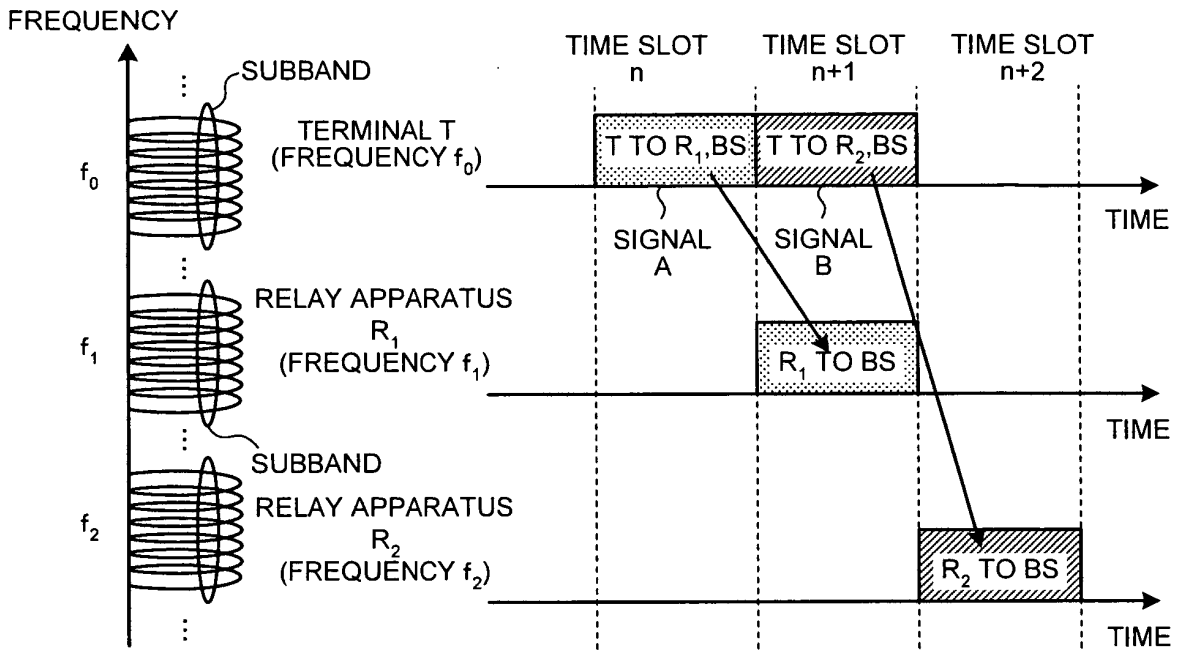 FREQUENCY
SUBBAND
TIME SLOT
n
TIME SLOT
n+1
TIME SLOT
n+2
f₀
TERMINAL T
(FREQUENCY f₀)
T TO R₁,BS
T TO R₂,BS
TIME
SIGNAL
A
SIGNAL
B
f₁
RELAY APPARATUS
R₁
(FREQUENCY f₁)
R₁ TO BS
TIME
SUBBAND
f₂
RELAY APPARATUS
R₂
(FREQUENCY f₂)
R₂ TO BS
TIME